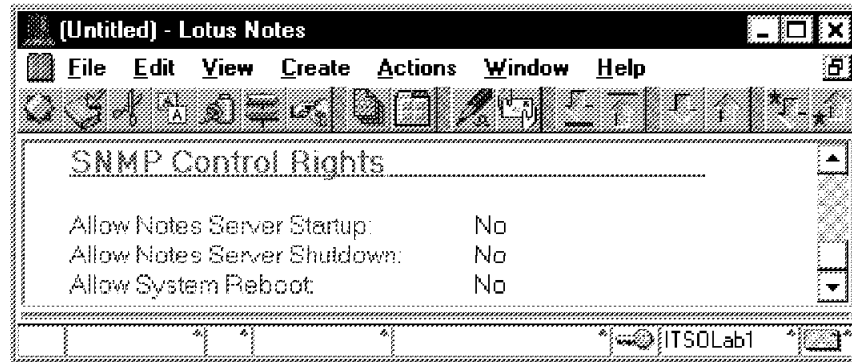 (Untitled) - Lotus Notes
File Edit View Create Actions Window Help
SNMP Control Rights
Allow Notes Server Startup: No
Allow Notes Server Shutdown: No
Allow System Reboot: No
ITSOLab1